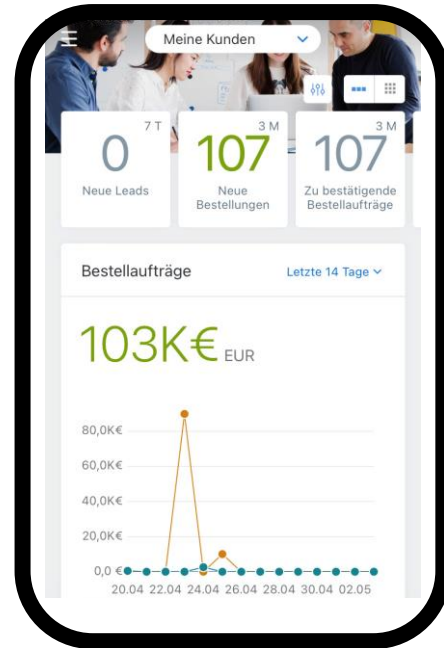 Meine Kunden
7 T
0
Neue Leads
3 M
107
Neue
Bestellungen
3 M
107
Zu bestätigende
Bestellaufträge
Bestellaufträge
Letzte 14 Tage
103K€ EUR
80,0K€
60,0K€
40,0K€
20,0K€
0,0 €
20.04 22.04 24.04 26.04 28.04 30.04 02.05